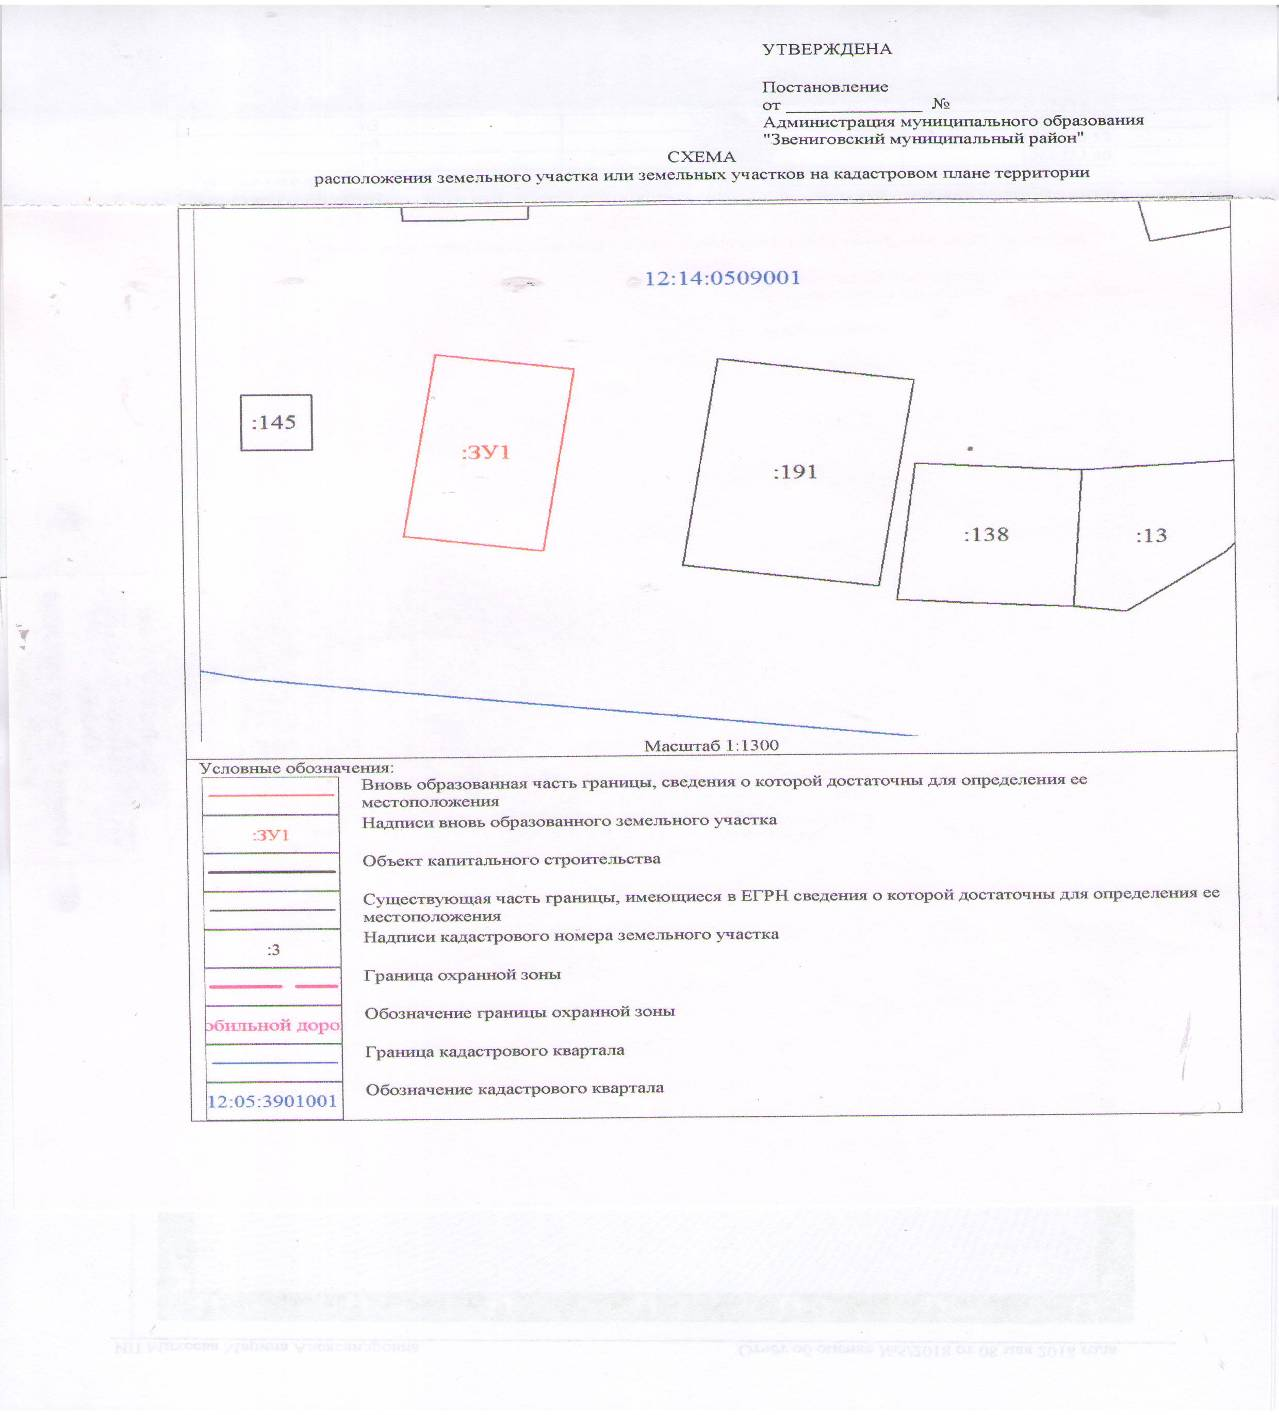 УТВЕРЖДЕНА
Постановление
от ________________ №
Администрация муниципального образования
"Звениговский муниципальный район"
СХЕМА
расположения земельного участка или земельных участков на кадастровом плане территории
12:14:0509001
:145
:ЗУ1
:191
:138
:13
Масштаб 1:1300
Условные обозначения:
Вновь образованная часть границы, сведения о которой достаточны для определения ее
местоположения
:ЗУ1
Надписи вновь образованного земельного участка
Объект капитального строительства
Существующая часть границы, имеющиеся в ЕГРН сведения о которой достаточны для определения ее
местоположения
:3
Надписи кадастрового номера земельного участка
Граница охранной зоны
обильной доро
Обозначение границы охранной зоны
Граница кадастрового квартала
12:05:3901001
Обозначение кадастрового квартала